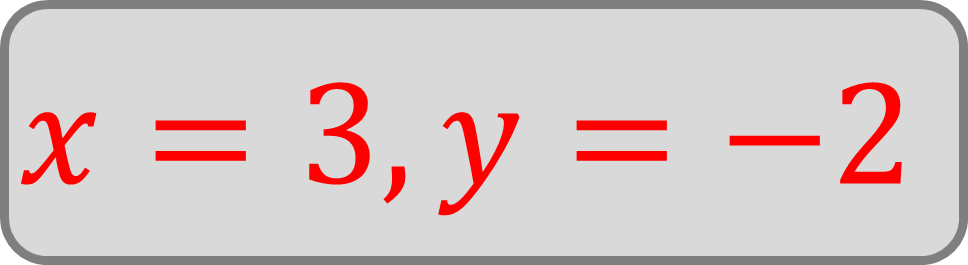 x = 3, y = −2